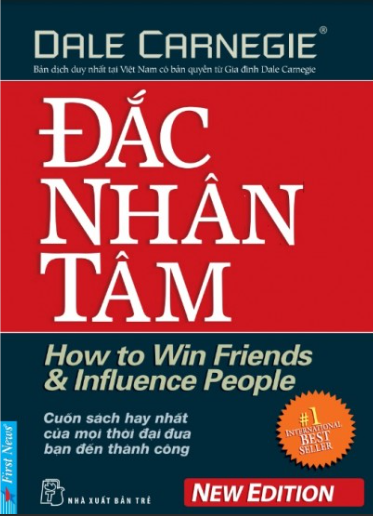 DALE CARNEGIE®
Bản dịch duy nhất tại Việt Nam có bản quyền từ Gia đình Dale Carnegie
ĐẮC
NHÂN
TÂM
How to Win Friends
& Influence People
Cuốn sách hay nhất
của mọi thời đại đưa
bạn đến thành công
#1
INTERNATIONAL
BEST
SELLER
First News
NHÀ XUẤT BẢN TRẺ
NEW EDITION